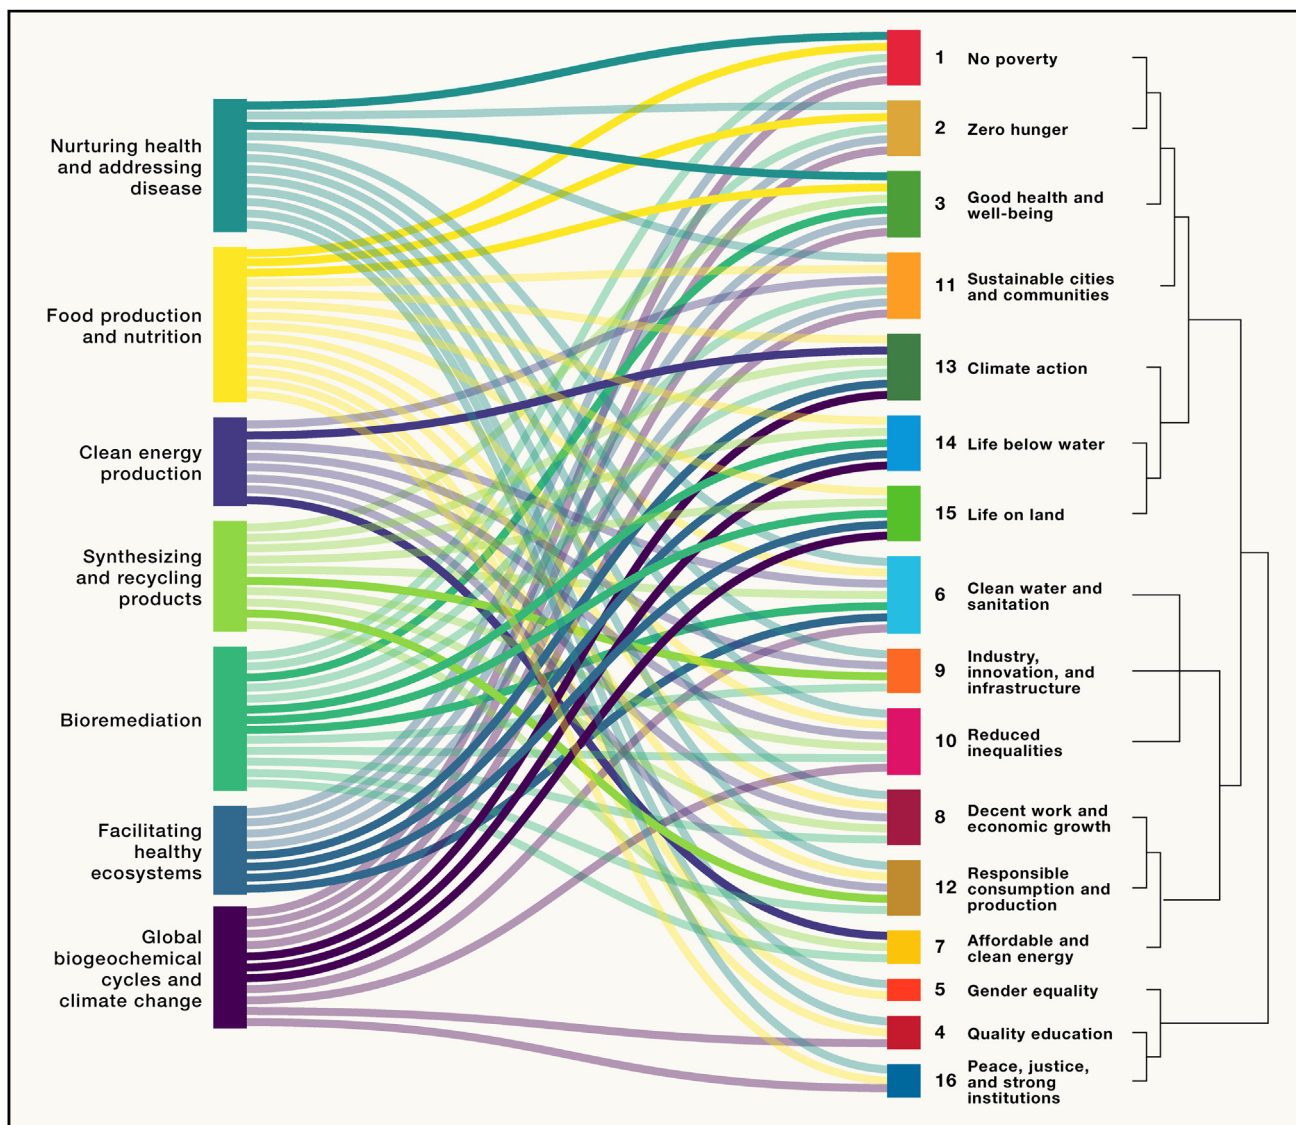 Nurturing health
and addressing
disease
Food production
and nutrition
Clean energy
production
Synthesizing
and recycling
products
Bioremediation
Facilitating
healthy
ecosystems
Global
biogeochemical
cycles and
climate change
1 No poverty
2 Zero hunger
3 Good health and
well-being
11 Sustainable cities
and communities
13 Climate action
14 Life below water
15 Life on land
6 Clean water and
sanitation
9 Industry,
innovation, and
infrastructure
10 Reduced
inequalities
8 Decent work and
economic growth
12 Responsible
consumption and
production
7 Affordable and
clean energy
5 Gender equality
4 Quality education
16 Peace, justice,
and strong
institutions